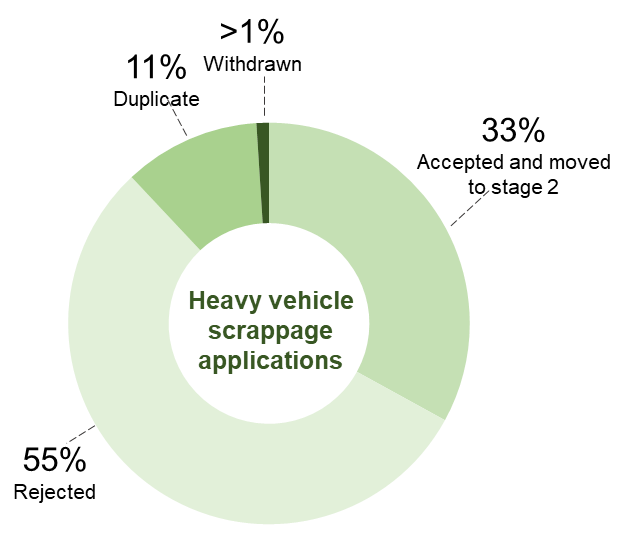 >1%
Withdrawn
11%
Duplicate
33%
Accepted and moved
to stage 2
Heavy vehicle
scrappage
applications
55%
Rejected